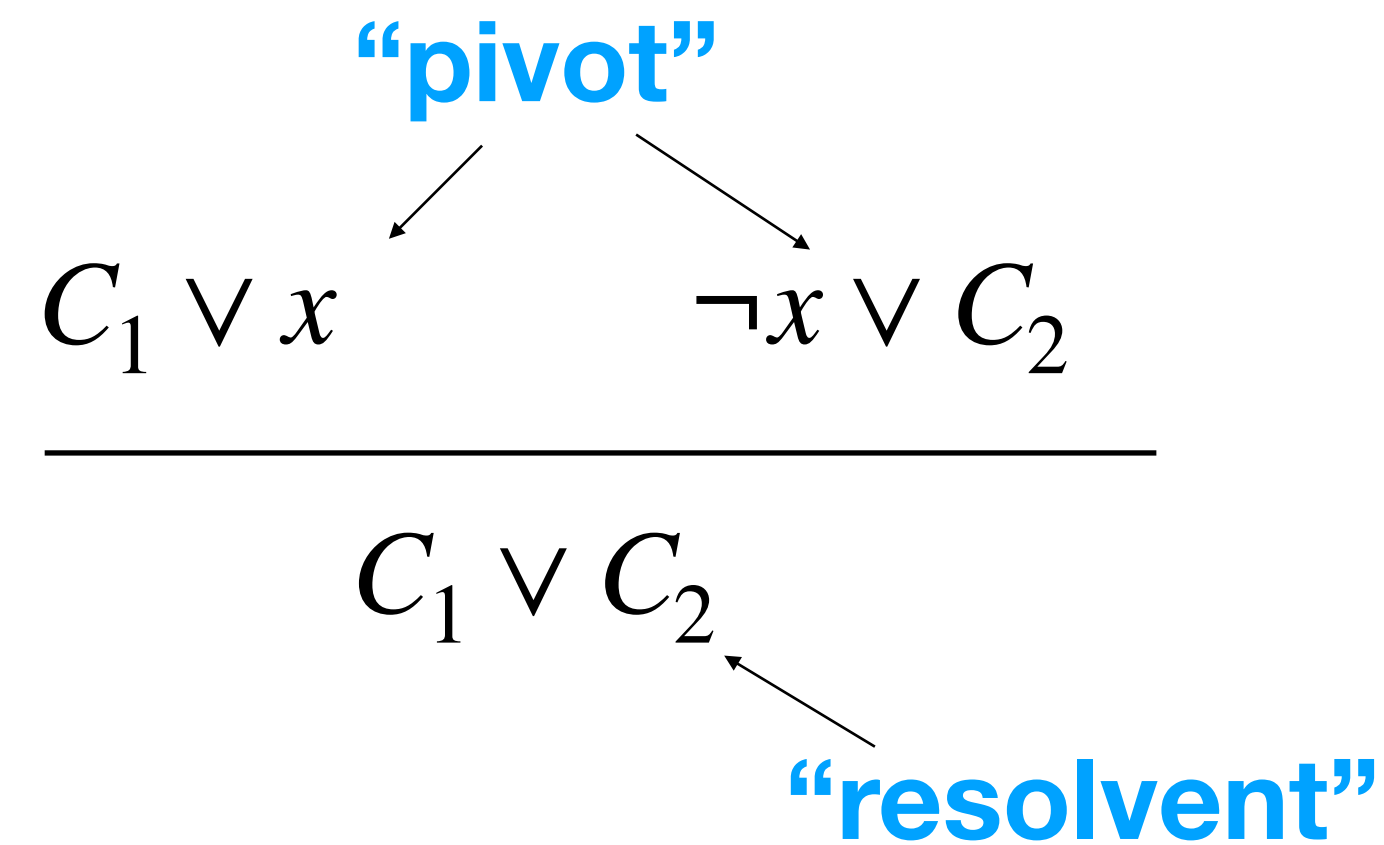 “pivot”
C₁ ∨ x ¬x ∨ C₂
C₁ ∨ C₂
“resolvent”